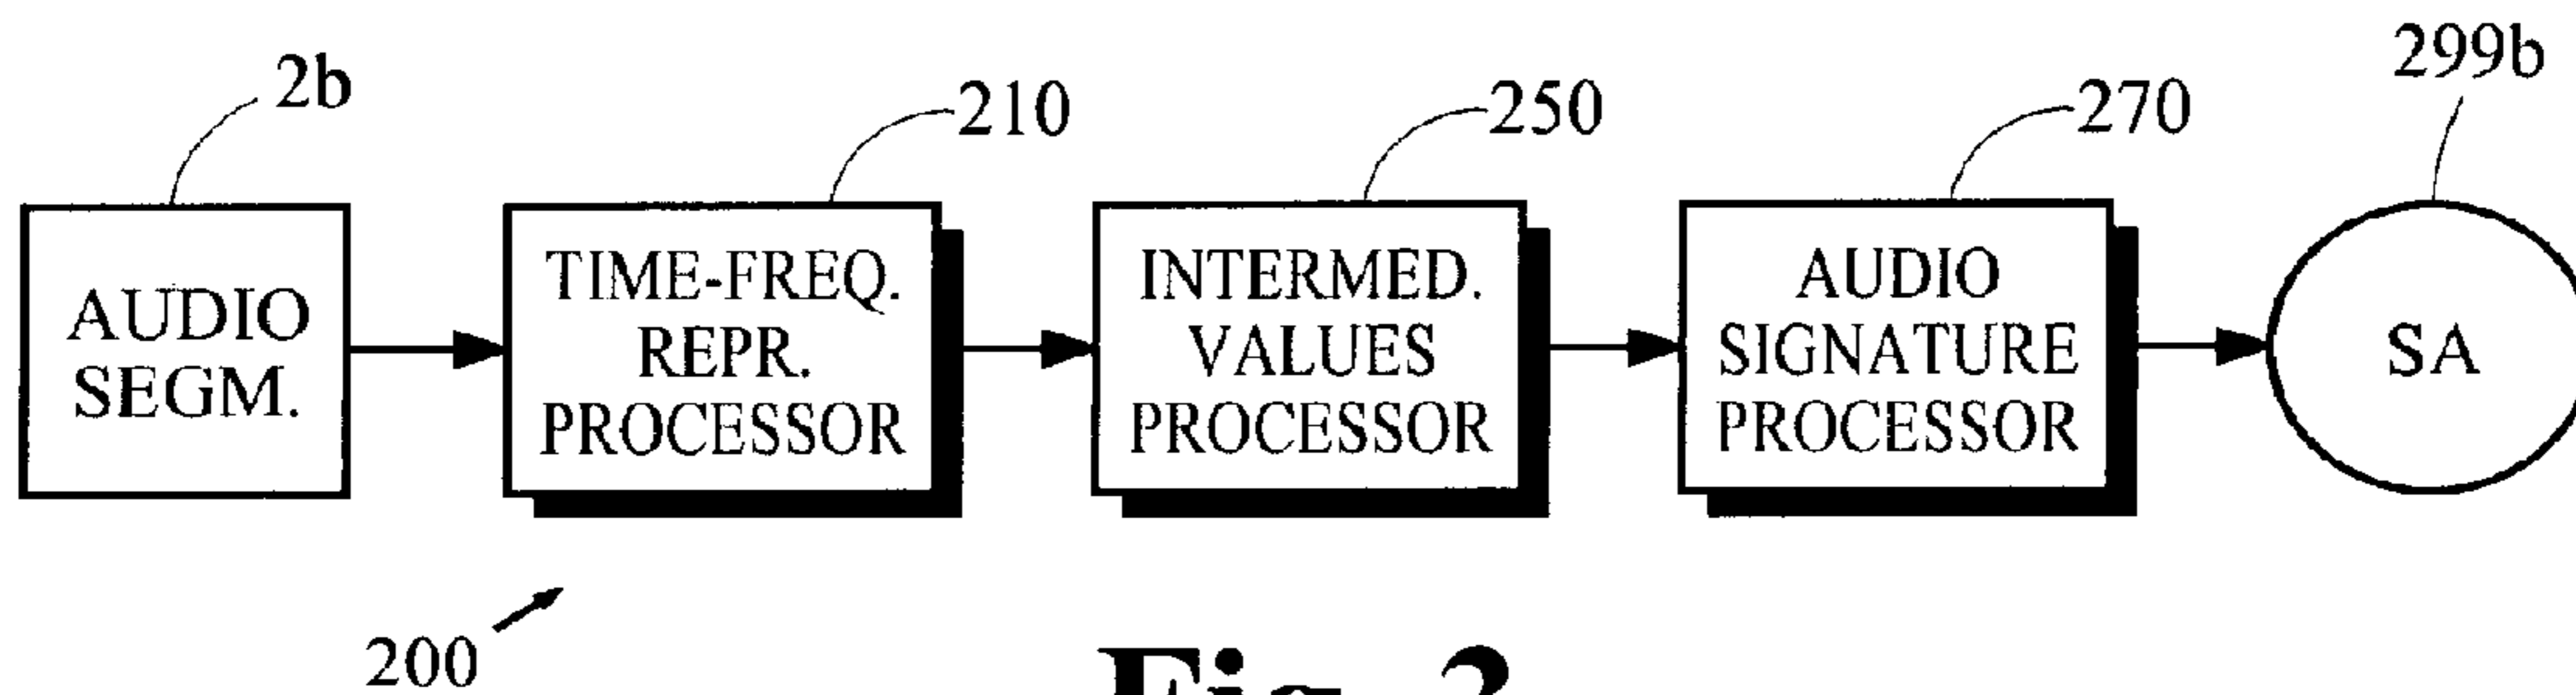 2b
210
250
270
299b
AUDIO
SEGM.
TIME-FREQ.
REPR.
PROCESSOR
INTERMED.
VALUES
PROCESSOR
AUDIO
SIGNATURE
PROCESSOR
SA
200
Fig.